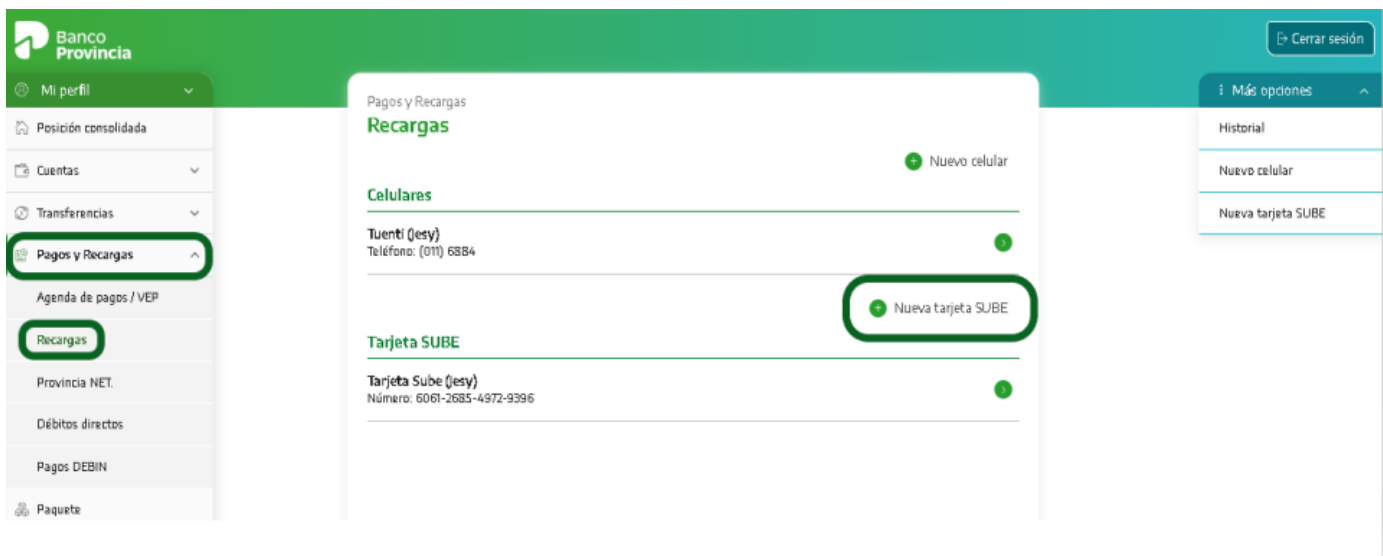 Banco
Provincia
Cerrar sesión
Mi perfil
Posición consolidada
Cuentas
Transferencias
Pagos y Recargas
Agenda de pagos / VEP
Recargas
Provincia NET.
Débitos directos
Pagos DEBIN
Paquete
Pagos y Recargas
Recargas
Nuevo celular
Celulares
Tuenti (Jesy)
Teléfono: (011) 6884
Nueva tarjeta SUBE
Tarjeta SUBE
Tarjeta Sube (Jesy)
Número: 6061-2685-4972-9396
Más opciones
Historial
Nuevo celular
Nueva tarjeta SUBE